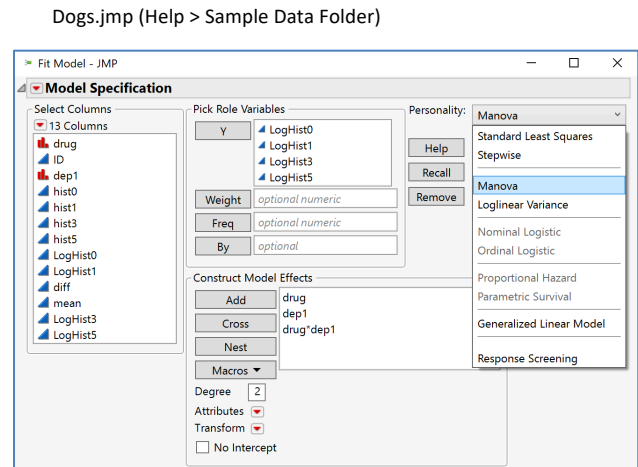 Dogs.jmp (Help > Sample Data Folder)
Fit Model - JMP
Model Specification
Select Columns
13 Columns
drug
ID
dep1
hist0
hist1
hist3
hist5
LogHist0
LogHist1
diff
mean
LogHist3
LogHist5
Pick Role Variables
Y
LogHist0
LogHist1
LogHist3
LogHist5
Weight optional numeric
Freq optional numeric
By optional
Personality: Manova
Help
Recall
Remove
Standard Least Squares
Stepwise
Manova
Loglinear Variance
Nominal Logistic
Ordinal Logistic
Proportional Hazard
Parametric Survival
Generalized Linear Model
Response Screening
Construct Model Effects
Add
Cross
Nest
Macros
drug
dep1
drug*dep1
Degree 2
Attributes
Transform
No Intercept